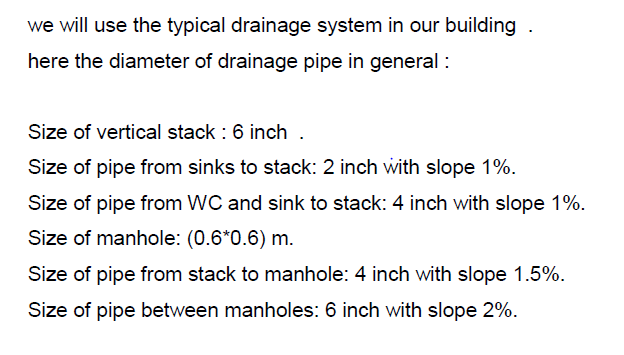 we will use the typical drainage system in our building .
here the diameter of drainage pipe in general :
Size of vertical stack : 6 inch .
Size of pipe from sinks to stack: 2 inch with slope 1%.
Size of pipe from WC and sink to stack: 4 inch with slope 1%.
Size of manhole: (0.6*0.6) m.
Size of pipe from stack to manhole: 4 inch with slope 1.5%.
Size of pipe between manholes: 6 inch with slope 2%.